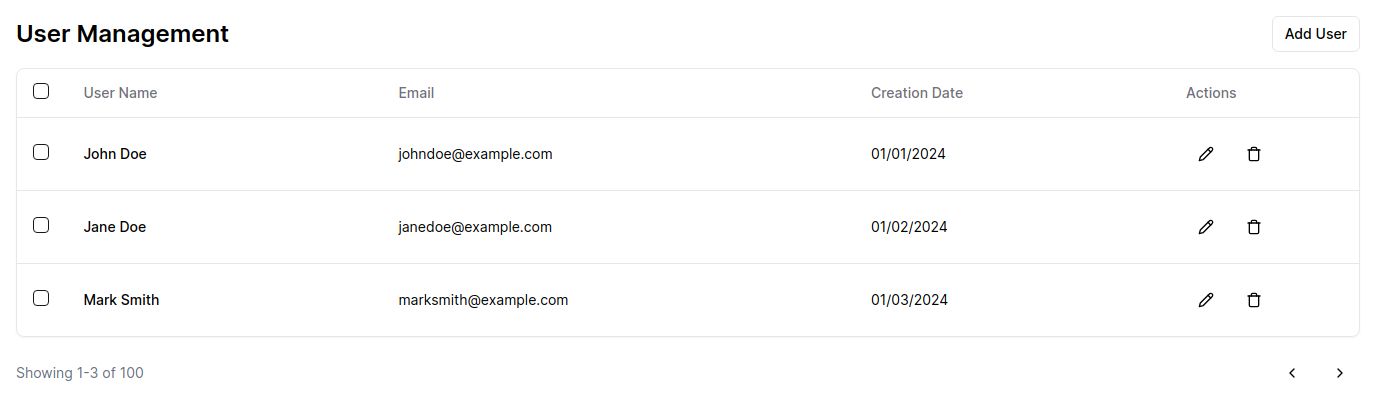 User Management
Add User
User Name Email Creation Date Actions
John Doe johndoe@example.com 01/01/2024
Jane Doe janedoe@example.com 01/02/2024
Mark Smith marksmith@example.com 01/03/2024
Showing 1-3 of 100